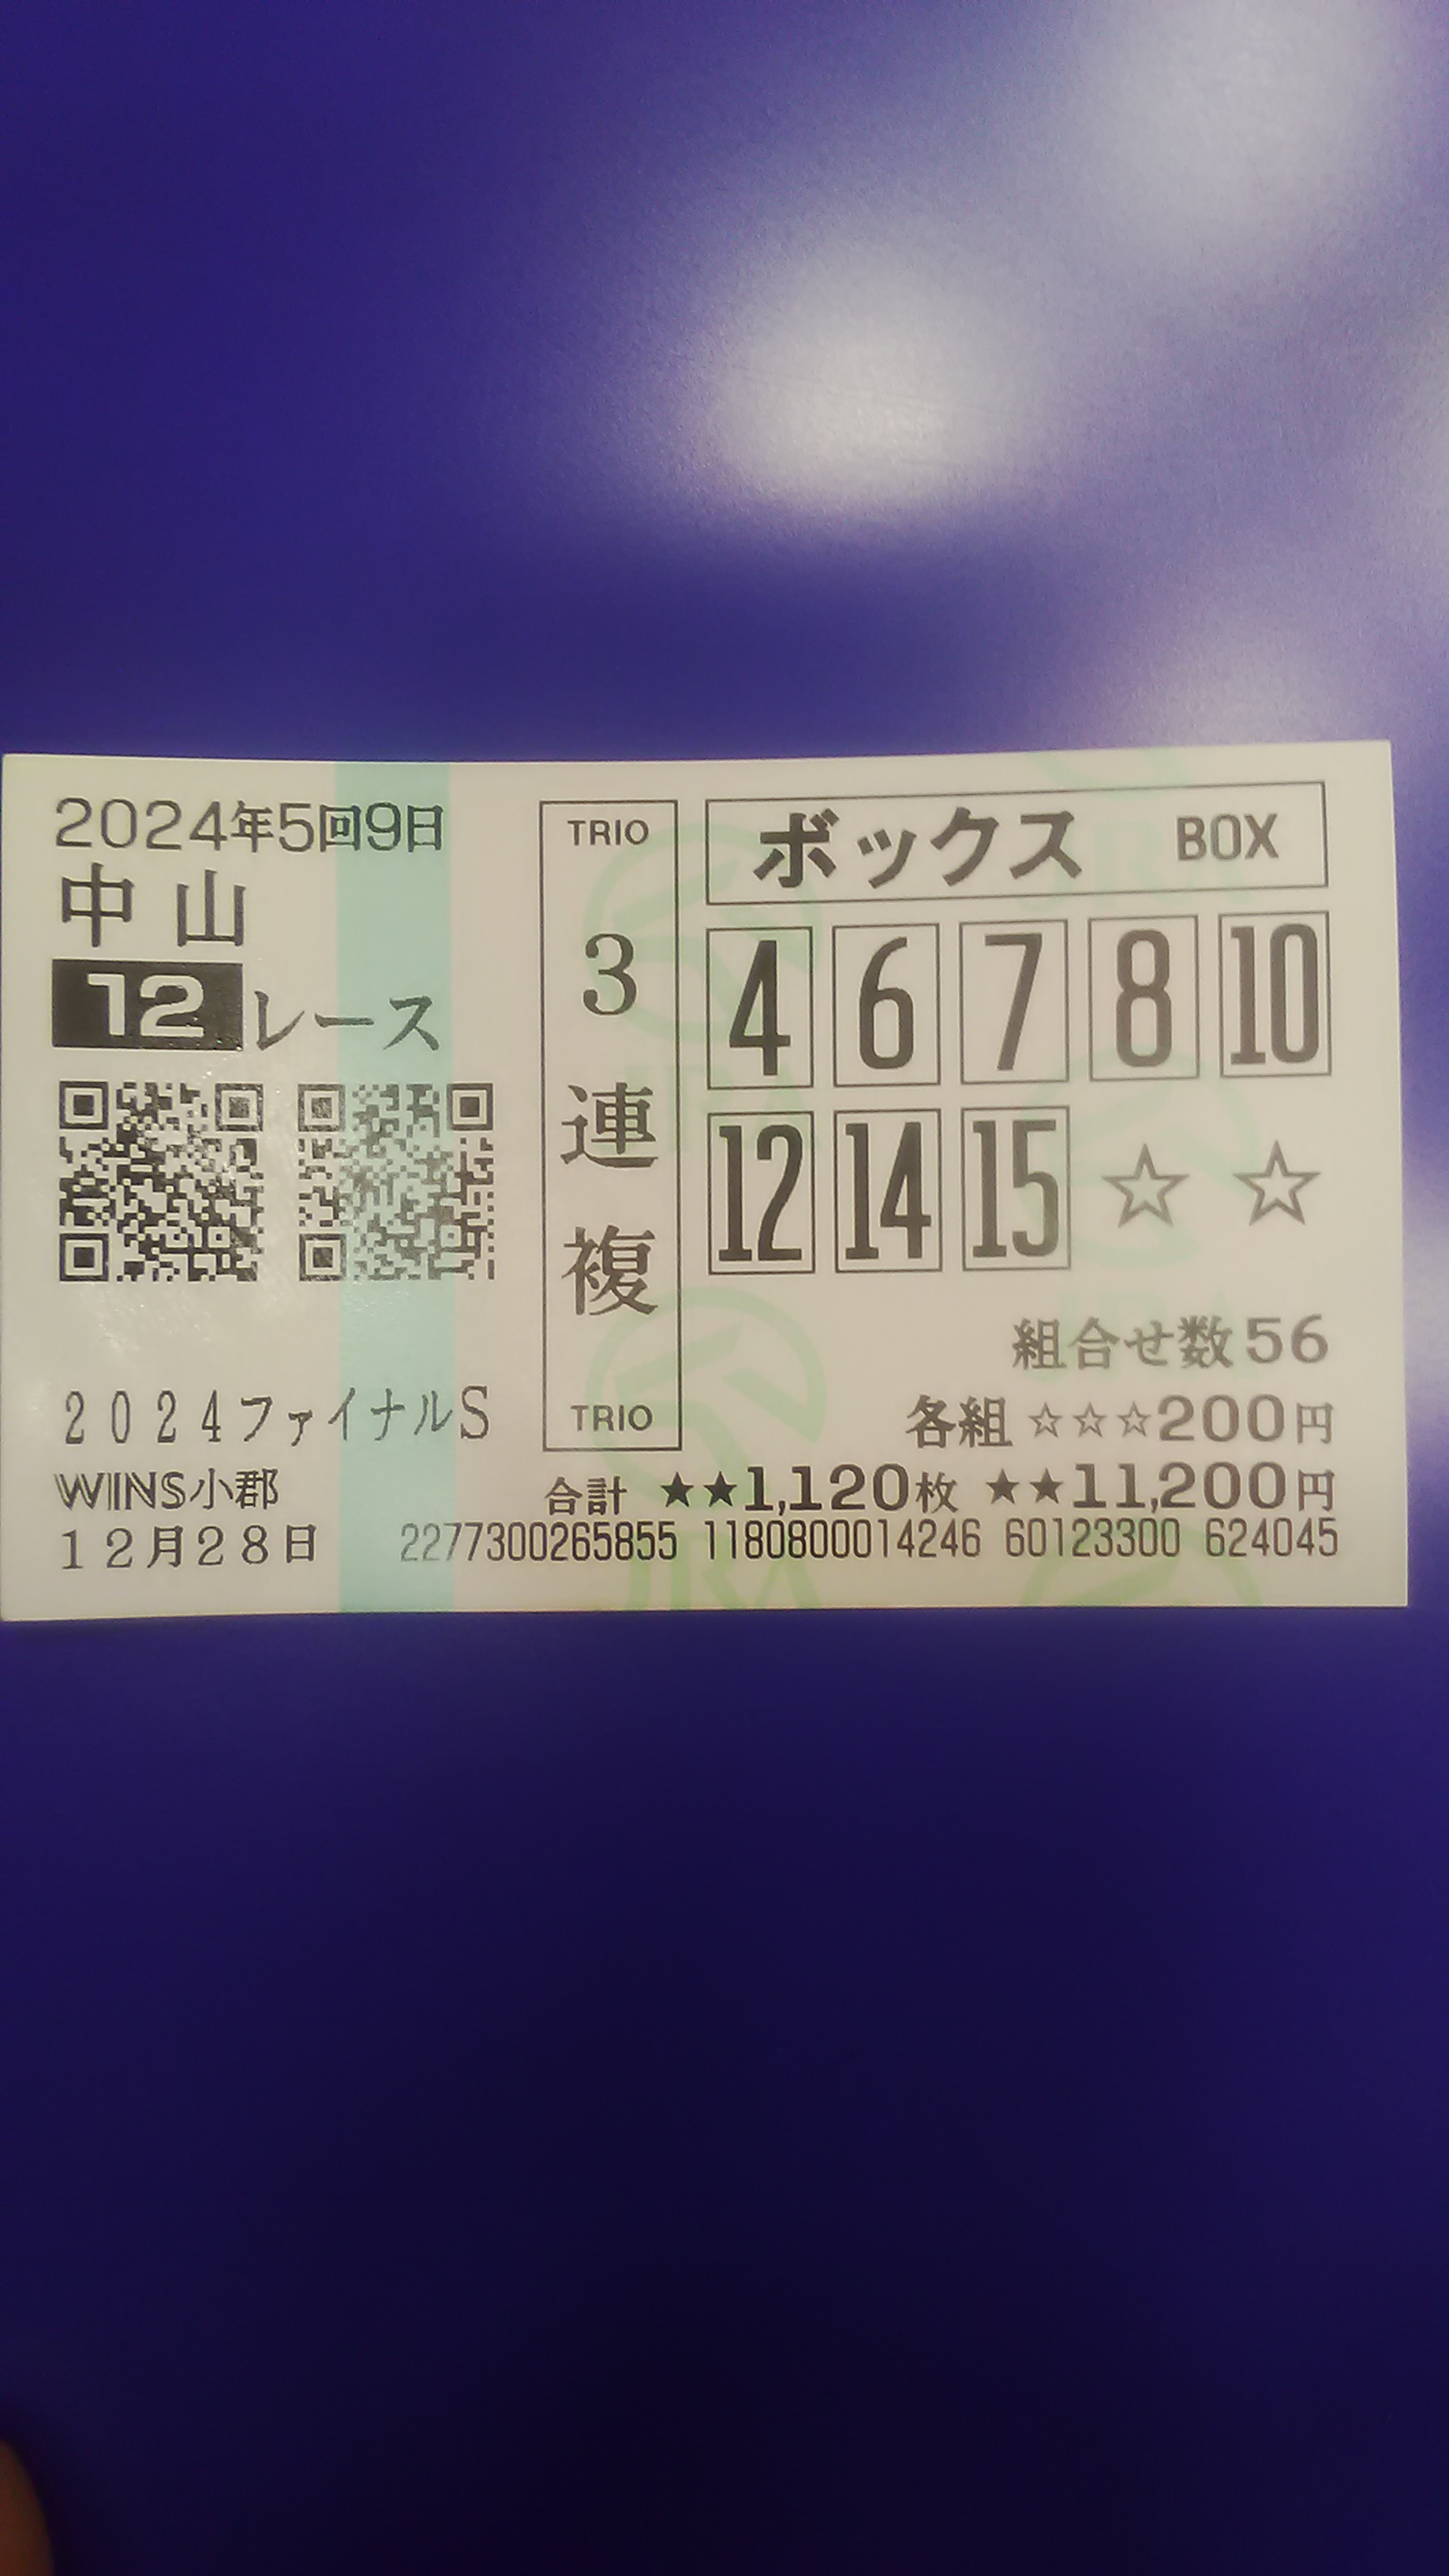 2024年5回9日
中山
12レース
2024ファイナルS
WINS小郡
12月28日
TRIO
3連複
TRIO
ボックス BOX
4 6 7 8 10
12 14 15 ☆ ☆
組合せ数56
各組 ☆☆☆200円
合計 ★★1,120枚 ★★11,200円
2277300265855 1180800014246 60123300 624045
JRA